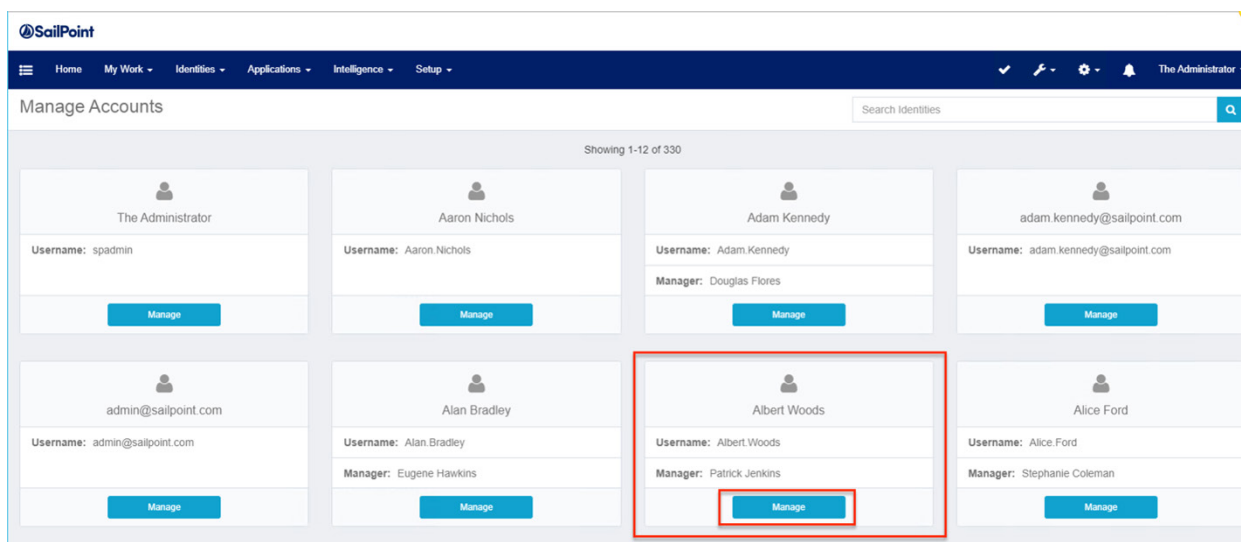 SailPoint
Home My Work Identities Applications Intelligence Setup The Administrator
Manage Accounts
Search Identities
Showing 1-12 of 330
The Administrator
Username: spadmin
Manage
Aaron Nichols
Username: Aaron.Nichols
Manage
Adam Kennedy
Username: Adam.Kennedy
Manager: Douglas Flores
Manage
adam.kennedy@sailpoint.com
Username: adam.kennedy@sailpoint.com
Manage
admin@sailpoint.com
Username: admin@sailpoint.com
Manage
Alan Bradley
Username: Alan.Bradley
Manager: Eugene Hawkins
Manage
Albert Woods
Username: Albert.Woods
Manager: Patrick Jenkins
Manage
Alice Ford
Username: Alice.Ford
Manager: Stephanie Coleman
Manage